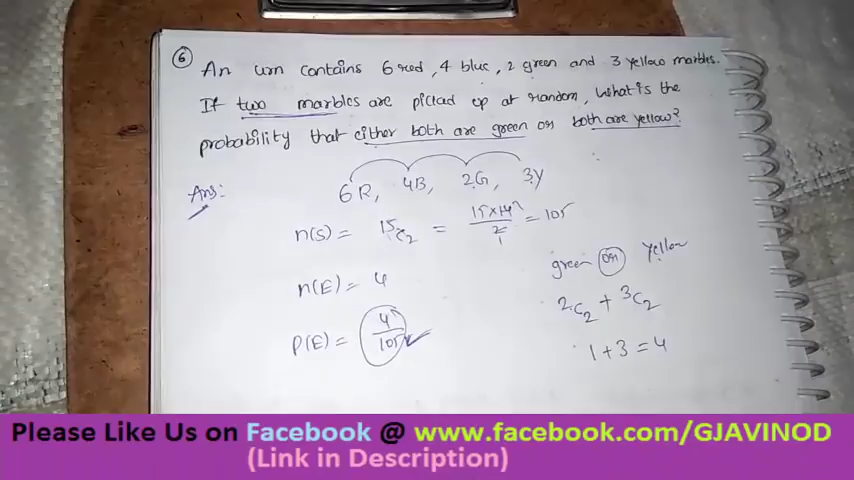 6 An urn contains 6 red, 4 blue, 2 green and 3 yellow marbles.
If two marbles are picked up at random, what is the
probability that either both are green or both are yellow?
Ans:
6R, 4B, 2G, 3Y
n(S) = 15C2 = 15×14/2 = 105
n(E) = 4
P(E) = 4/105
green or yellow
2C2 + 3C2
1+3 = 4
Please Like Us on Facebook @ www.facebook.com/GJAVINOD
(Link in Description)